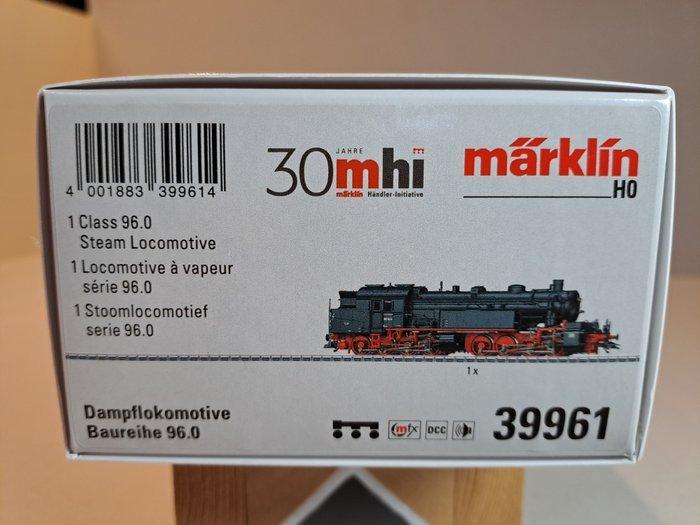 4 001883 399614
30 JAHRE mhi
märklin Händler-Initiative
märklin
H0
1 Class 96.0
Steam Locomotive
1 Locomotive à vapeur
série 96.0
1 Stoomlocomotief
serie 96.0
1x
Dampflokomotive
Baureihe 96.0
mfx DCC
39961